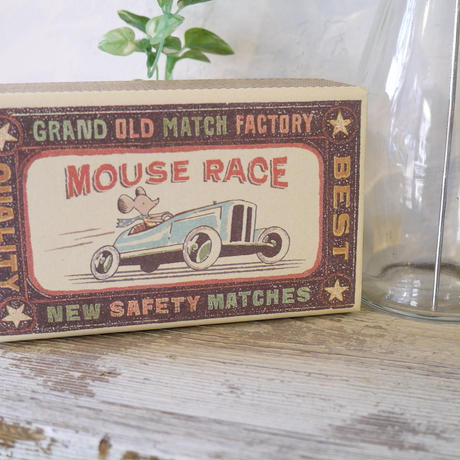 GRAND OLD MATCH FACTORY
MOUSE RACE
QUALITY
BEST
NEW SAFETY MATCHES